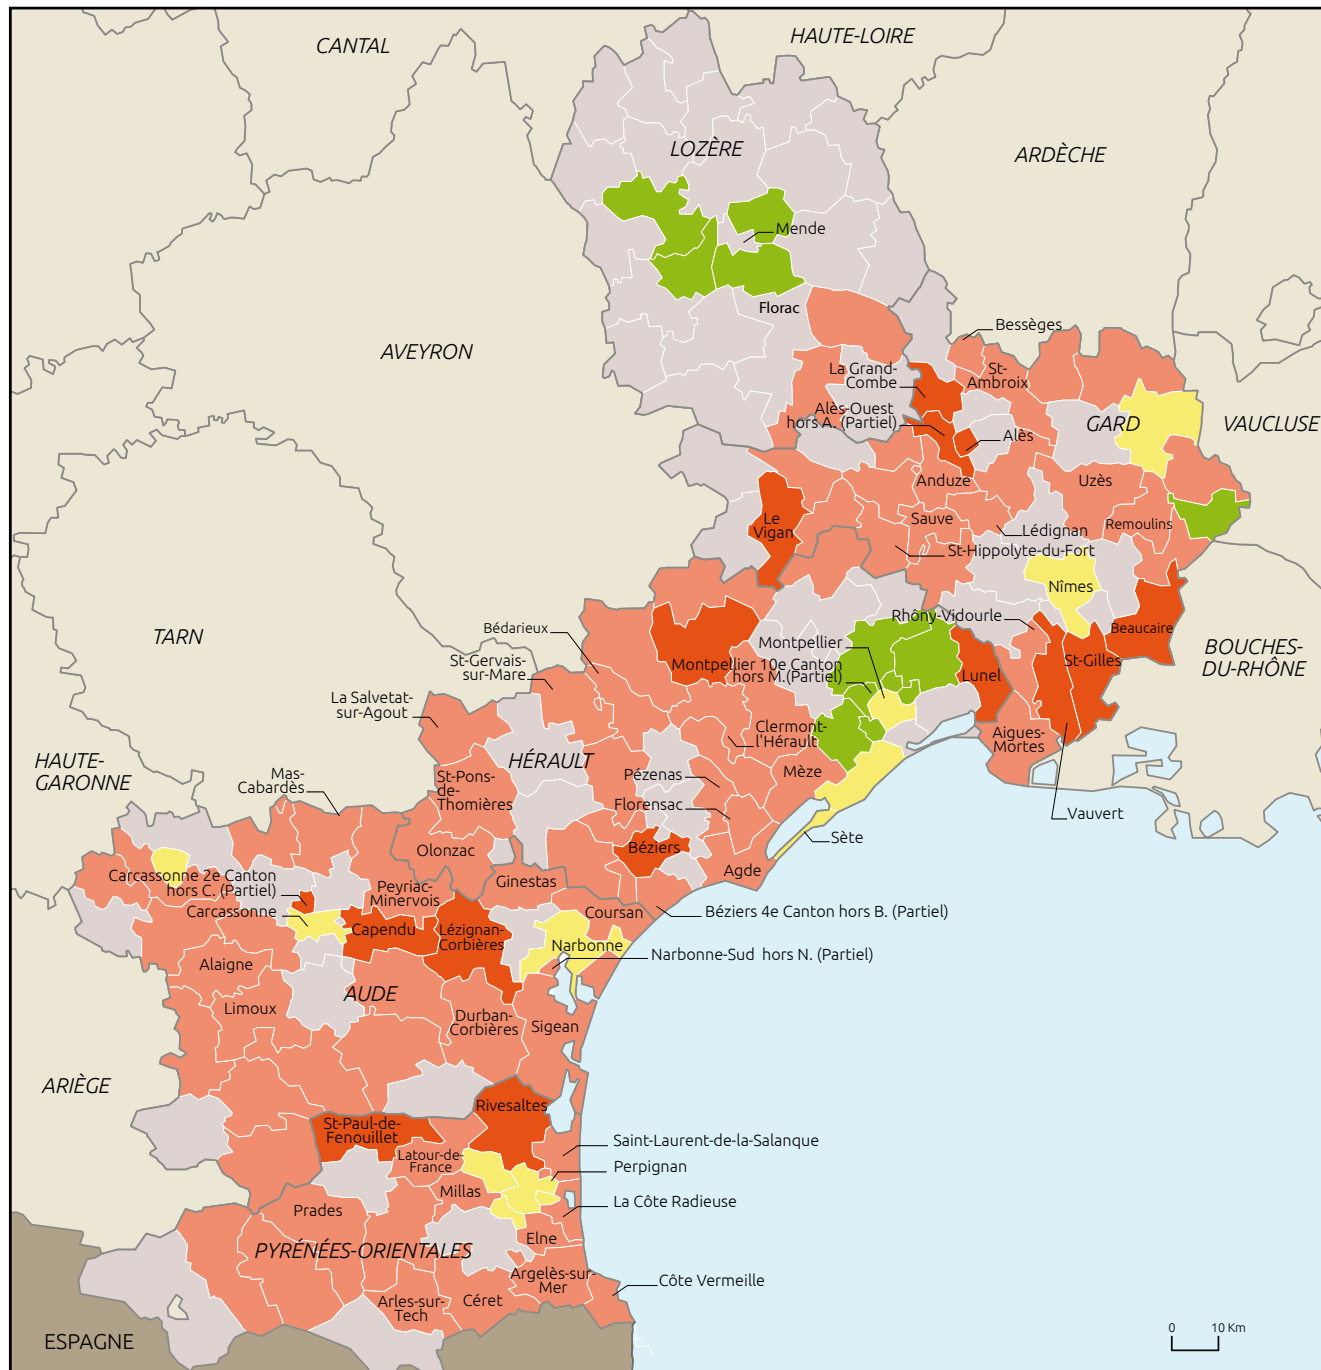 CANTAL
HAUTE-LOIRE
LOZÈRE
ARDÈCHE
Mende
Florac
AVEYRON
Bessèges
La Grand-
Combe
St-
Ambroix
Alès-Ouest
hors A. (Partiel)
GARD
VAUCLUSE
Alès
Anduze
Uzès
Le
Vigan
Sauve
Lédignan
Remoulins
St-Hippolyte-du-Fort
Nîmes
TARN
Bédarieux
Rhôny-Vidourle
Beaucaire
Montpellier
BOUCHES-
DU-RHÔNE
St-Gervais-
sur-Mare
Montpellier 10e Canton
hors M.(Partiel)
Lunel
St-Gilles
La Salvetat-
sur-Agout
Clermont-
l'Hérault
Aigues-
Mortes
HAUTE-
GARONNE
HÉRAULT
Mas-
Cabardès
St-Pons-
de-
Thomières
Pézenas
Mèze
Florensac
Vauvert
Sète
Olonzac
Béziers
Agde
Carcassonne 2e Canton
hors C. (Partiel)
Peyriac-
Minervois
Ginestas
Carcassonne
Coursan
Béziers 4e Canton hors B. (Partiel)
Capendu
Lézignan-
Corbières
Narbonne
Narbonne-Sud hors N. (Partiel)
Alaigne
AUDE
Limoux
Durban-
Corbières
Sigean
ARIÈGE
Rivesaltes
St-Paul-de-
Fenouillet
Saint-Laurent-de-la-Salanque
Latour-de-
France
Perpignan
Millas
La Côte Radieuse
Prades
Elne
PYRÉNÉES-ORIENTALES
Argelès-sur-
Mer
Côte Vermeille
Arles-sur-
Tech
Céret
ESPAGNE
0 10 Km